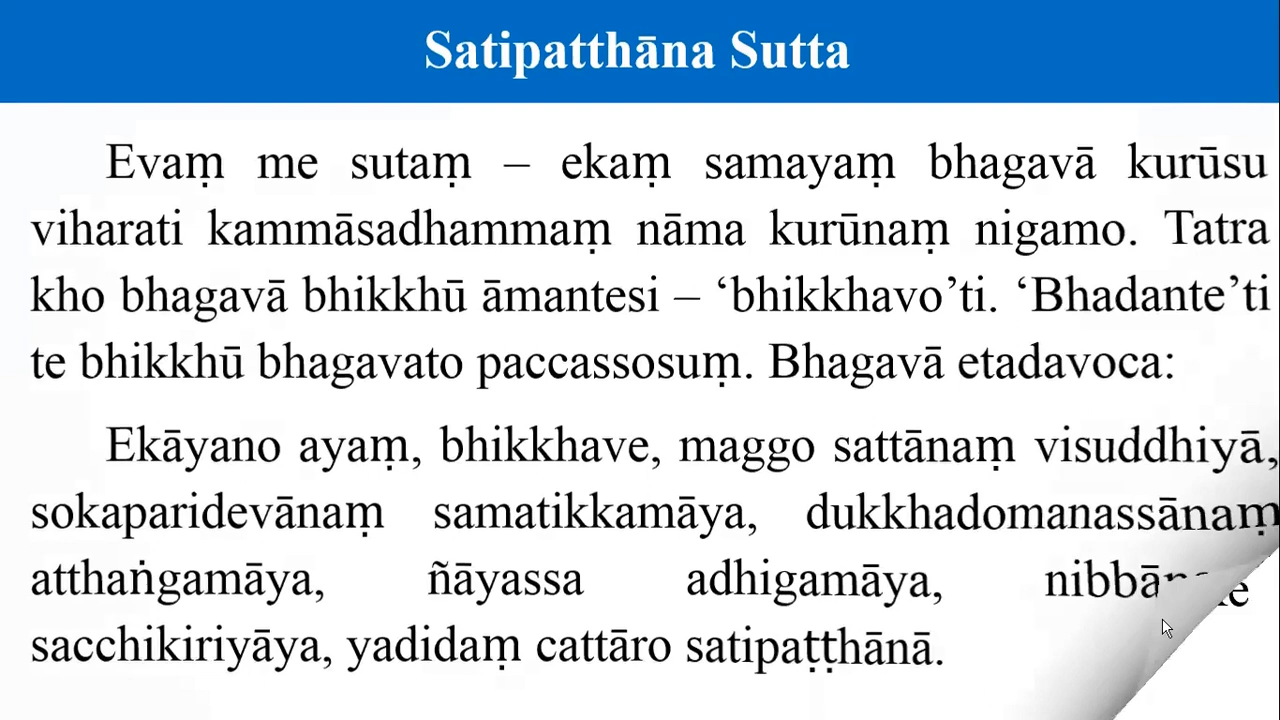 Satipatthāna Sutta
Evaṃ me sutaṃ – ekaṃ samayaṃ bhagavā kurūsu
viharati kammāsadhammaṃ nāma kurūnaṃ nigamo. Tatra
kho bhagavā bhikkhū āmantesi – ‘bhikkhavo’ti. ‘Bhadante’ti
te bhikkhū bhagavato paccassosuṃ. Bhagavā etadavoca:
Ekāyano ayaṃ, bhikkhave, maggo sattānaṃ visuddhiyā,
sokaparidevānaṃ samatikkamāya, dukkhadomanassānaṃ
atthaṅgamāya, ñāyassa adhigamāya,
sacchikiriyāya, yadidaṃ cattāro satipaṭṭhānā.